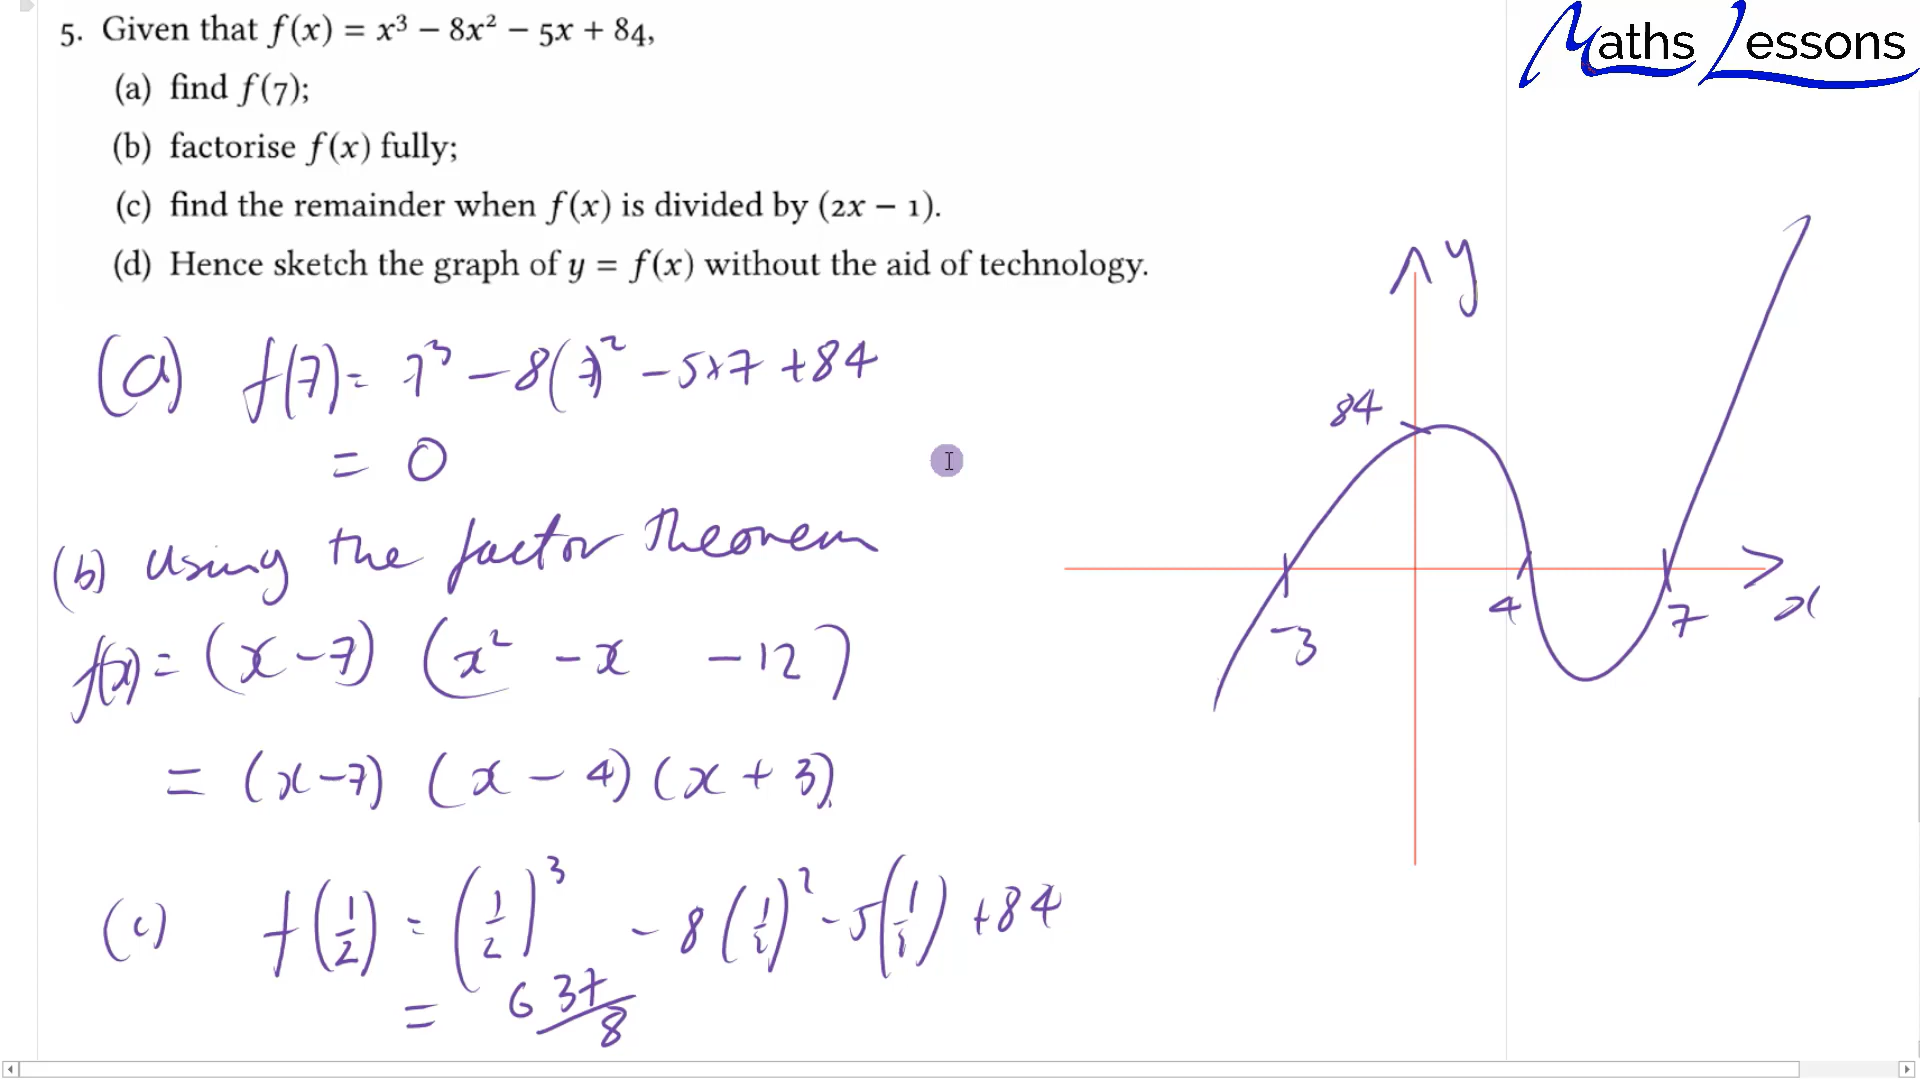 5. Given that f(x) = x³ − 8x² − 5x + 84,
(a) find f(7);
(b) factorise f(x) fully;
(c) find the remainder when f(x) is divided by (2x − 1).
(d) Hence sketch the graph of y = f(x) without the aid of technology.
Maths Lessons
(a) f(7) = 7³ − 8(7)² − 5×7 + 84
= 0
(b) Using the factor theorem
f(x) = (x−7) (x² − x − 12)
= (x−7) (x − 4) (x + 3)
(c) f(1/2) = (1/2)³ − 8(1/2)² − 5(1/2) + 84
= 637/8
y
84
-3
4
7
x